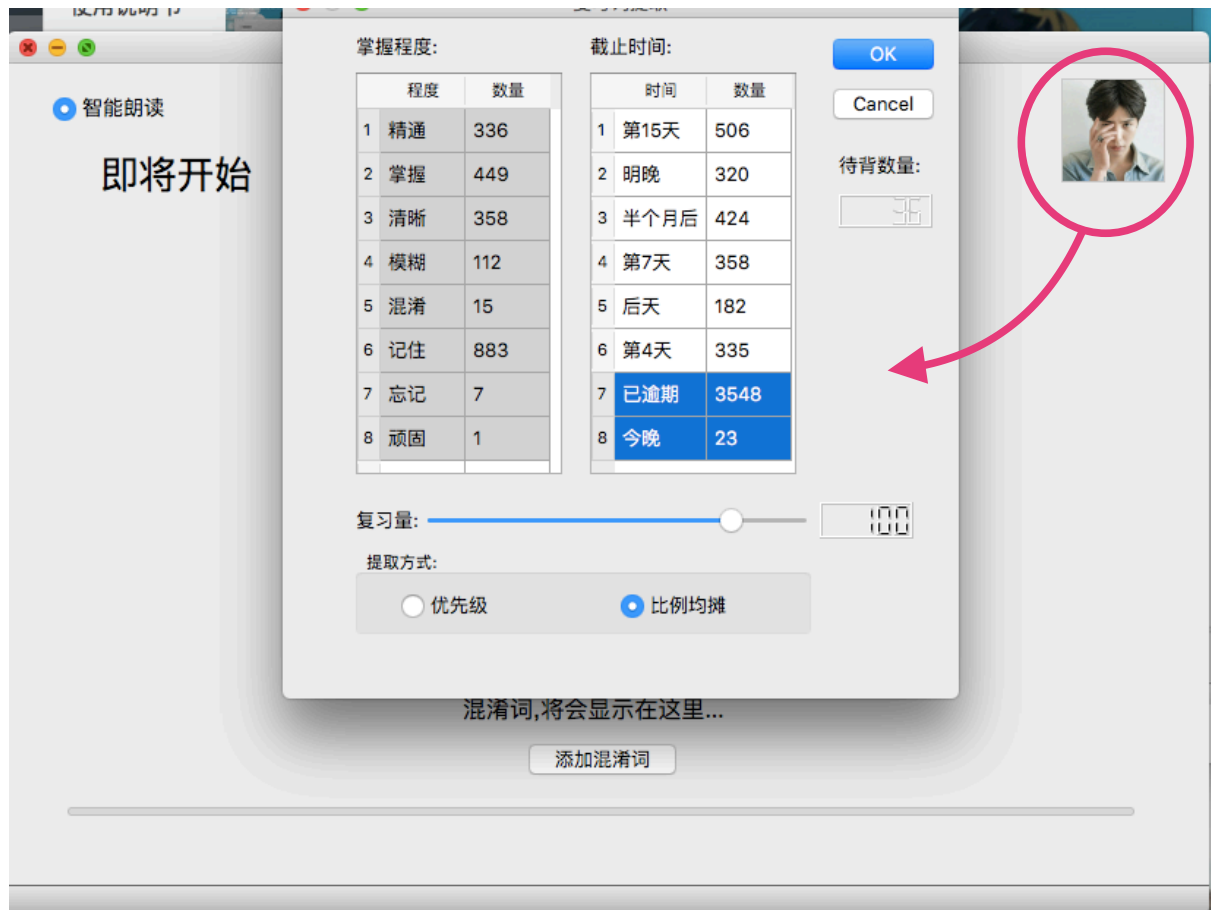 使用说明书
掌握程度:
截止时间:
OK
程度 数量
时间 数量
Cancel
智能朗读
1 精通 336
1 第15天 506
即将开始
2 掌握 449
2 明晚 320
待背数量:
3 清晰 358
3 半个月后 424
36
4 模糊 112
4 第7天 358
5 混淆 15
5 后天 182
6 记住 883
6 第4天 335
7 忘记 7
7 已逾期 3548
8 顽固 1
8 今晚 23
复习量:
100
提取方式:
优先级
比例均摊
混淆词,将会显示在这里...
添加混淆词